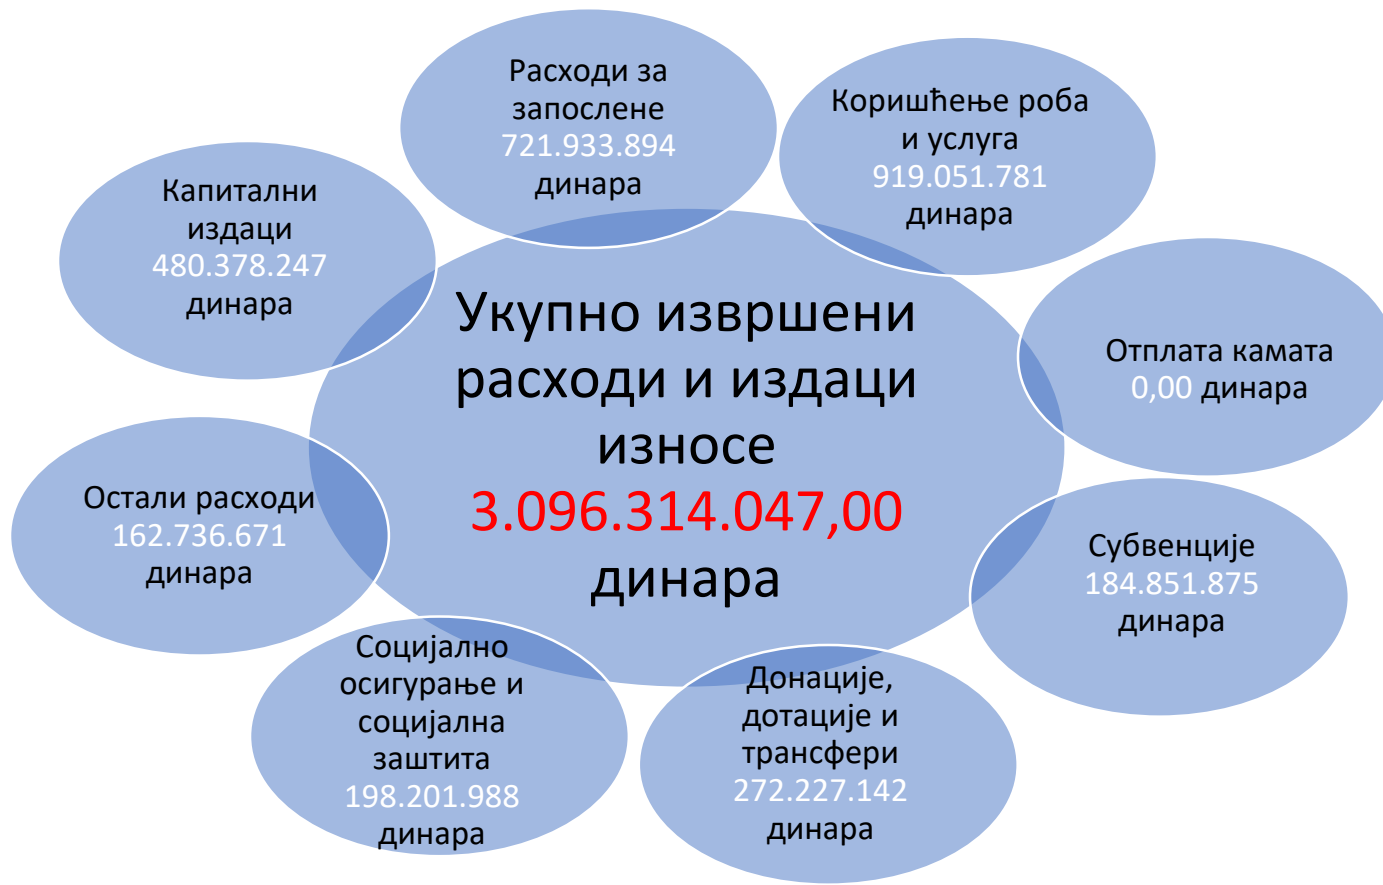 Расходи за
запослене
721.933.894
динара
Коришћење роба
и услуга
919.051.781
динара
Отплата камата
0,00 динара
Субвенције
184.851.875
динара
Донације,
дотације и
трансфери
272.227.142
динара
Социјално
осигурање и
социјална
заштита
198.201.988
динара
Остали расходи
162.736.671
динара
Капитални
издаци
480.378.247
динара
Укупно извршени
расходи и издаци
износе
3.096.314.047,00
динара